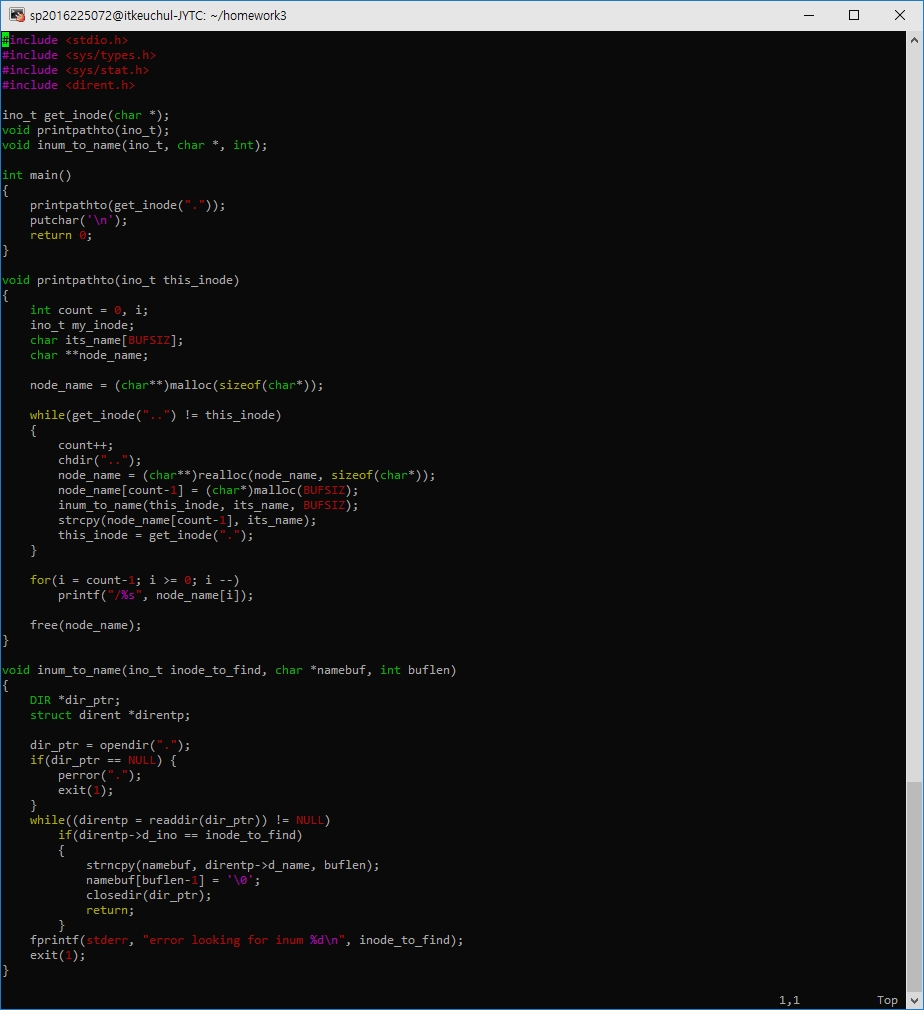 sp2016225072@itkeuchul-JYTC: ~/homework3
#include <stdio.h>
#include <sys/types.h>
#include <sys/stat.h>
#include <dirent.h>
ino_t get_inode(char *);
void printpathto(ino_t);
void inum_to_name(ino_t, char *, int);
int main()
{
    printpathto(get_inode("."));
    putchar('\n');
    return 0;
}
void printpathto(ino_t this_inode)
{
    int count = 0, i;
    ino_t my_inode;
    char its_name[BUFSIZ];
    char **node_name;
    node_name = (char**)malloc(sizeof(char*));
    while(get_inode("..") != this_inode)
    {
        count++;
        chdir("..");
        node_name = (char**)realloc(node_name, sizeof(char*));
        node_name[count-1] = (char*)malloc(BUFSIZ);
        inum_to_name(this_inode, its_name, BUFSIZ);
        strcpy(node_name[count-1], its_name);
        this_inode = get_inode(".");
    }
    for(i = count-1; i >= 0; i --)
        printf("/%s", node_name[i]);
    free(node_name);
}
void inum_to_name(ino_t inode_to_find, char *namebuf, int buflen)
{
    DIR *dir_ptr;
    struct dirent *direntp;
    dir_ptr = opendir(".");
    if(dir_ptr == NULL) {
        perror(".");
        exit(1);
    }
    while((direntp = readdir(dir_ptr)) != NULL)
        if(direntp->d_ino == inode_to_find)
        {
            strncpy(namebuf, direntp->d_name, buflen);
            namebuf[buflen-1] = '\0';
            closedir(dir_ptr);
            return;
        }
    fprintf(stderr, "error looking for inum %d\n", inode_to_find);
    exit(1);
}
1,1 Top